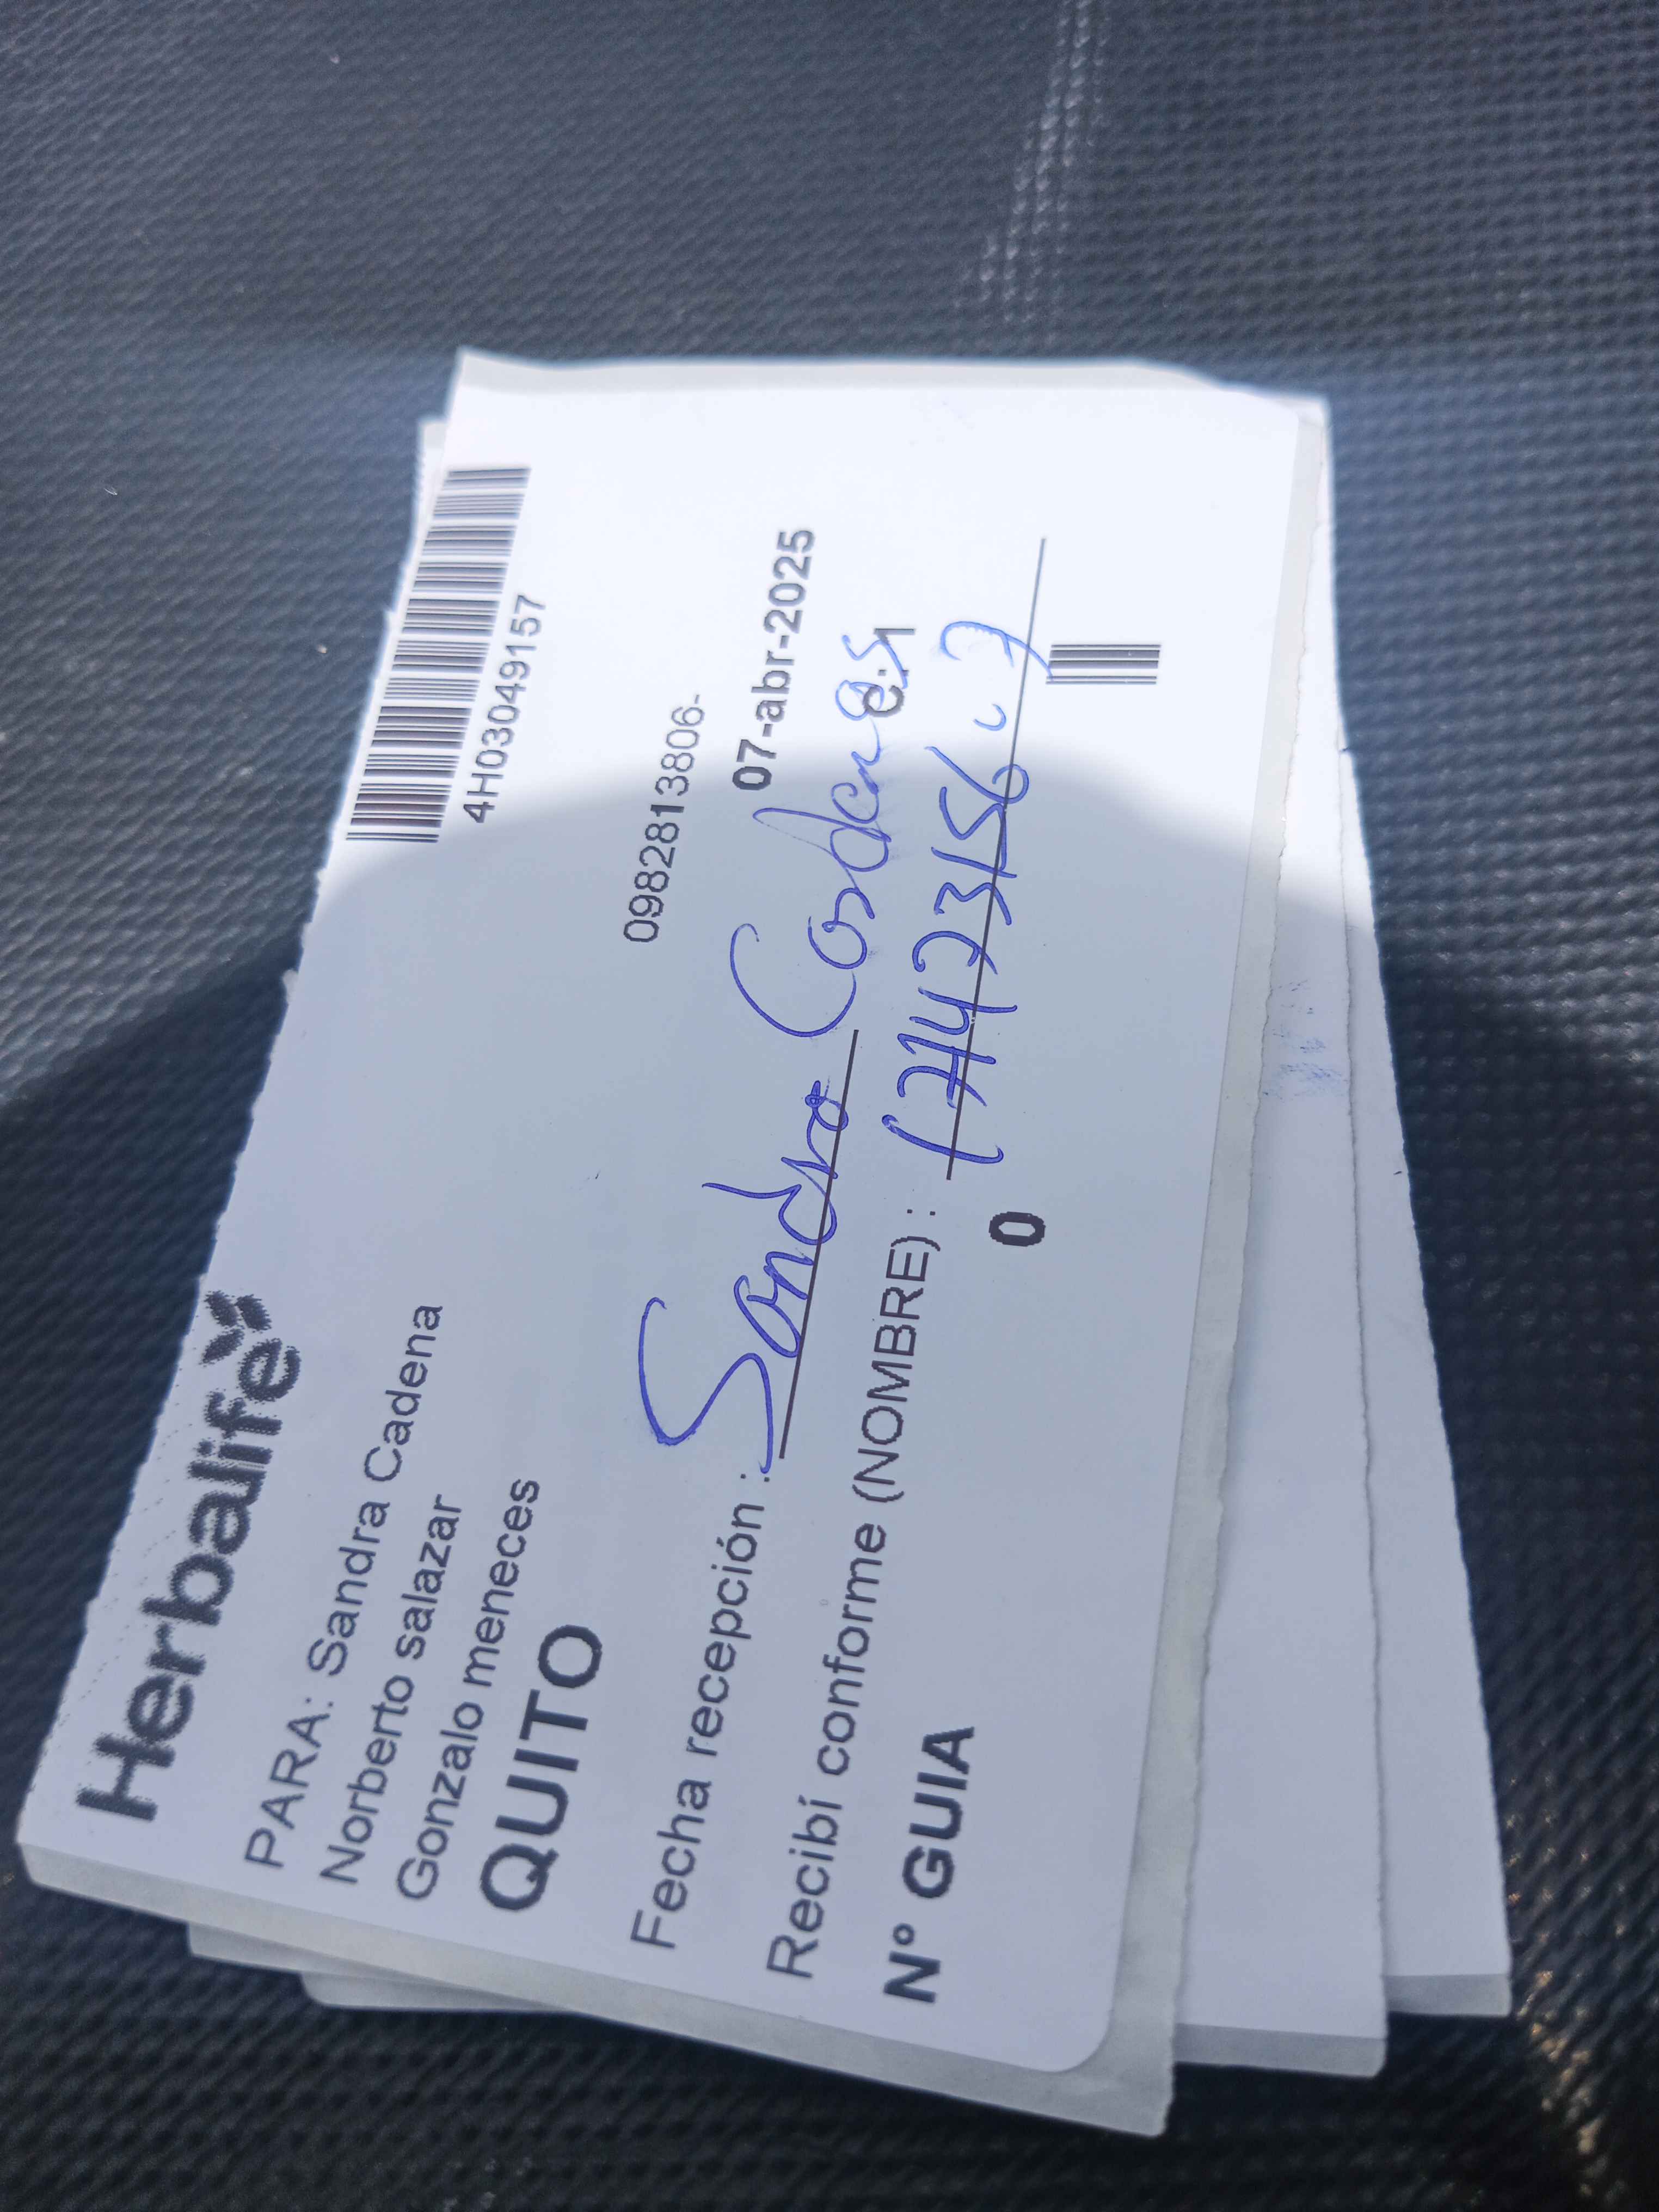 Herbalife
4H03049157
PARA: Sandra Cadena
Norberto salazar
Gonzalo meneces
0982813806-
QUITO
07-abr-2025
Fecha recepción : Sandra
Recibí conforme (NOMBRE) :
0
N° GUIA